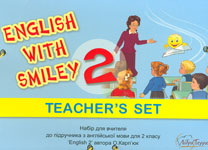 ENGLISH
WITH
SMILEY
2
TEACHER'S SET
Набір для вчителя
до підручника з англійської мови для 2 класу
"English 2" автора О.Карп'юк